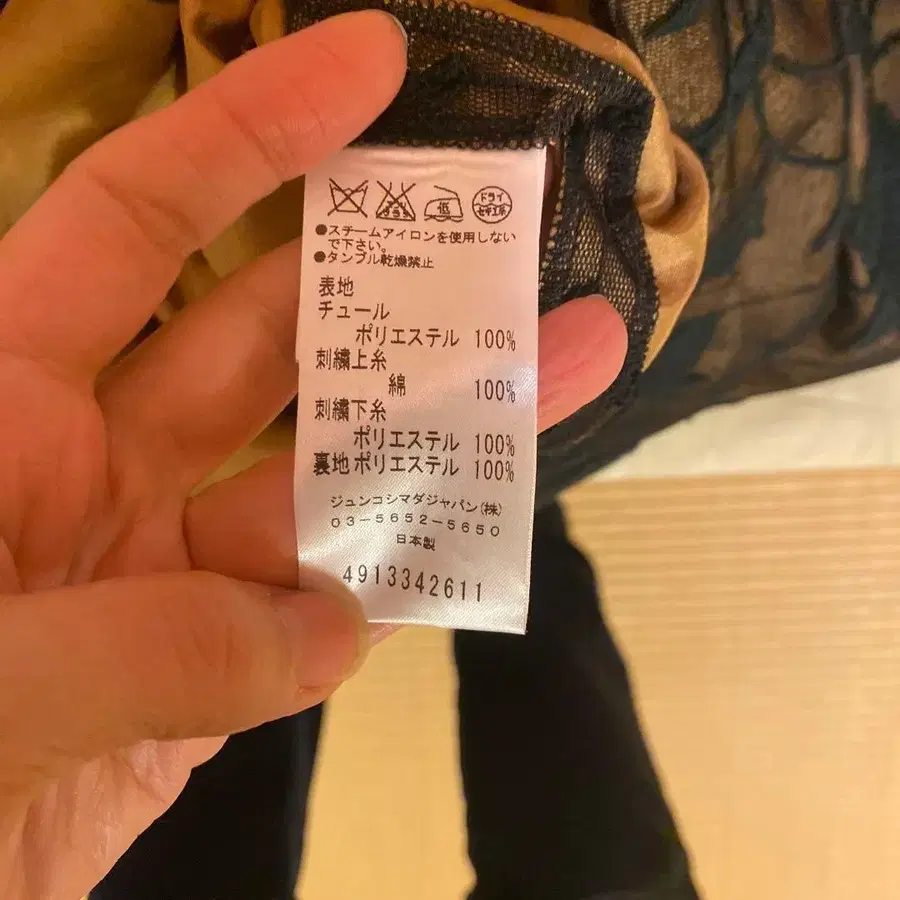 低 ドライ セキユ系
●スチームアイロンを使用しない
で下さい。
●タンブル乾燥禁止
表地
チュール
ポリエステル 100%
刺繍上糸
綿 100%
刺繍下糸
ポリエステル 100%
裏地 ポリエステル 100%
ジュンコシマダジャパン(株)
03-5652-5650
日本製
4913342611